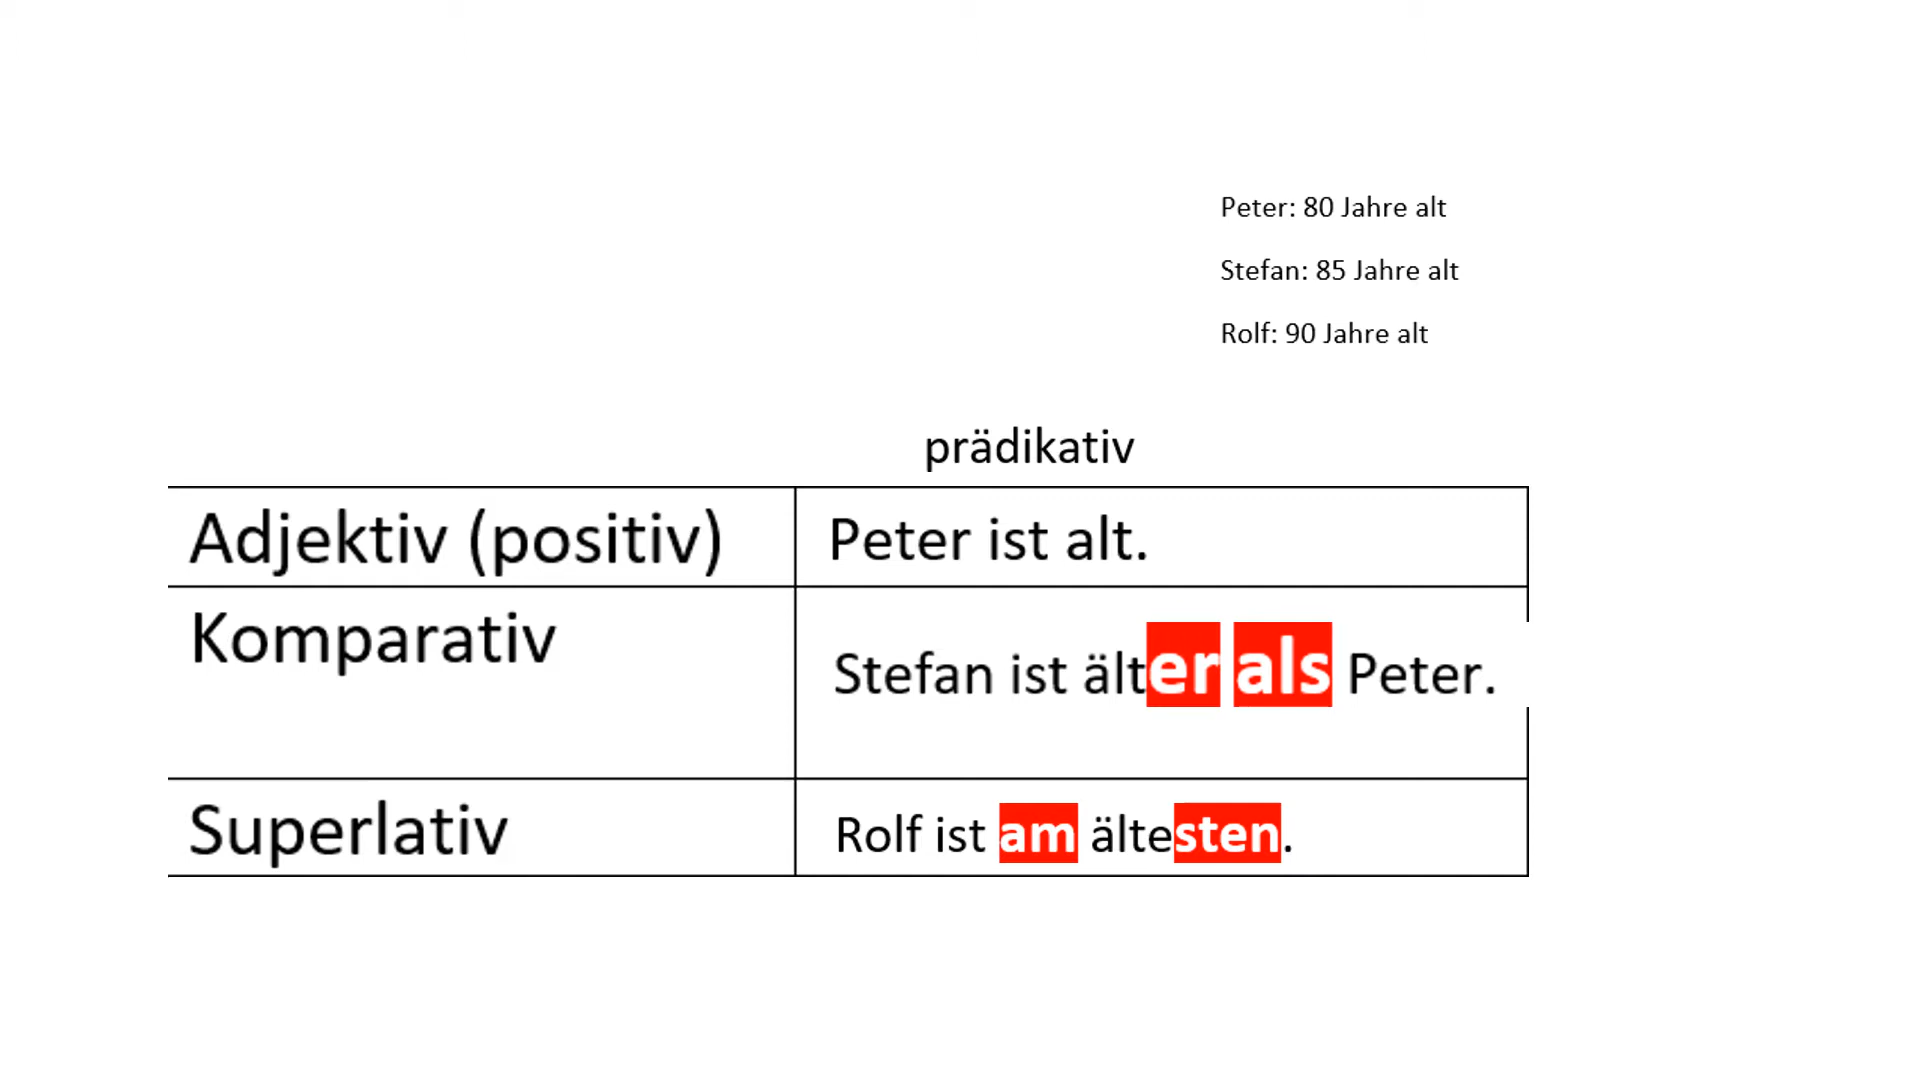 Peter: 80 Jahre alt
Stefan: 85 Jahre alt
Rolf: 90 Jahre alt
prädikativ
Adjektiv (positiv) Peter ist alt.
Komparativ Stefan ist älter als Peter.
Superlativ Rolf ist am ältesten.